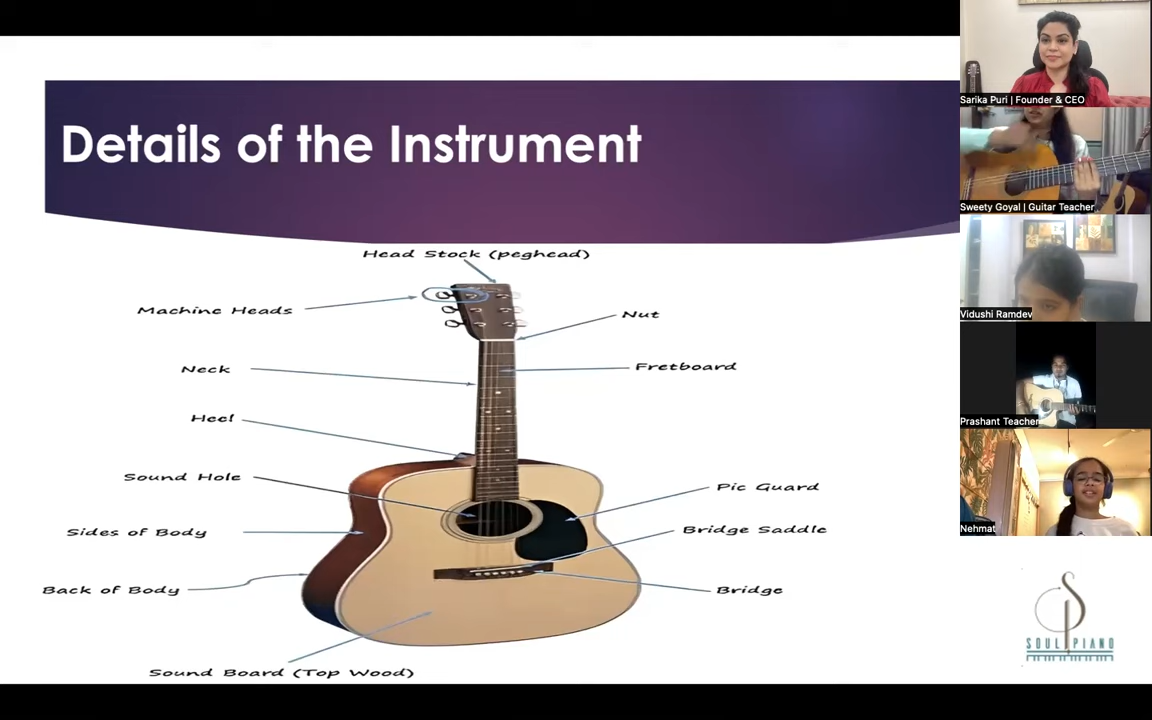 Details of the Instrument
Head Stock (peghead)
Machine Heads
Nut
Neck
Fretboard
Heel
Sound Hole
Pic Guard
Sides of Body
Bridge Saddle
Back of Body
Bridge
Sound Board (Top Wood)
Sarika Puri | Founder & CEO
Sweety Goyal | Guitar Teacher
Vidushi Ramdev
Prashant Teacher
Nehmat
SOUL PIANO